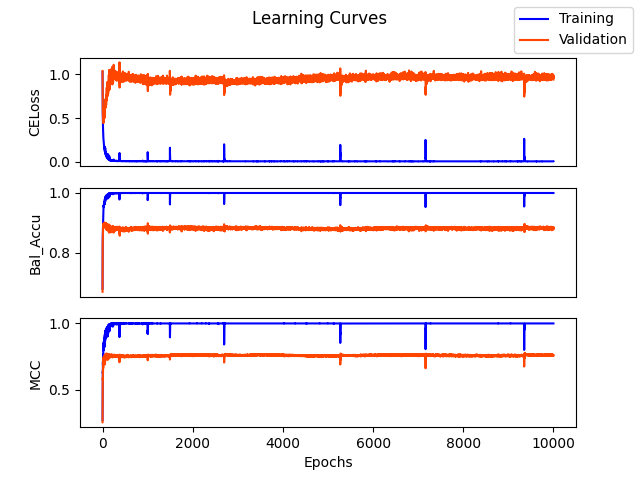 Learning Curves
Training
Validation
1.0
0.5
0.0
CELoss
1.0
0.8
Bal_Accu
1.0
0.5
MCC
0 2000 4000 6000 8000 10000
Epochs